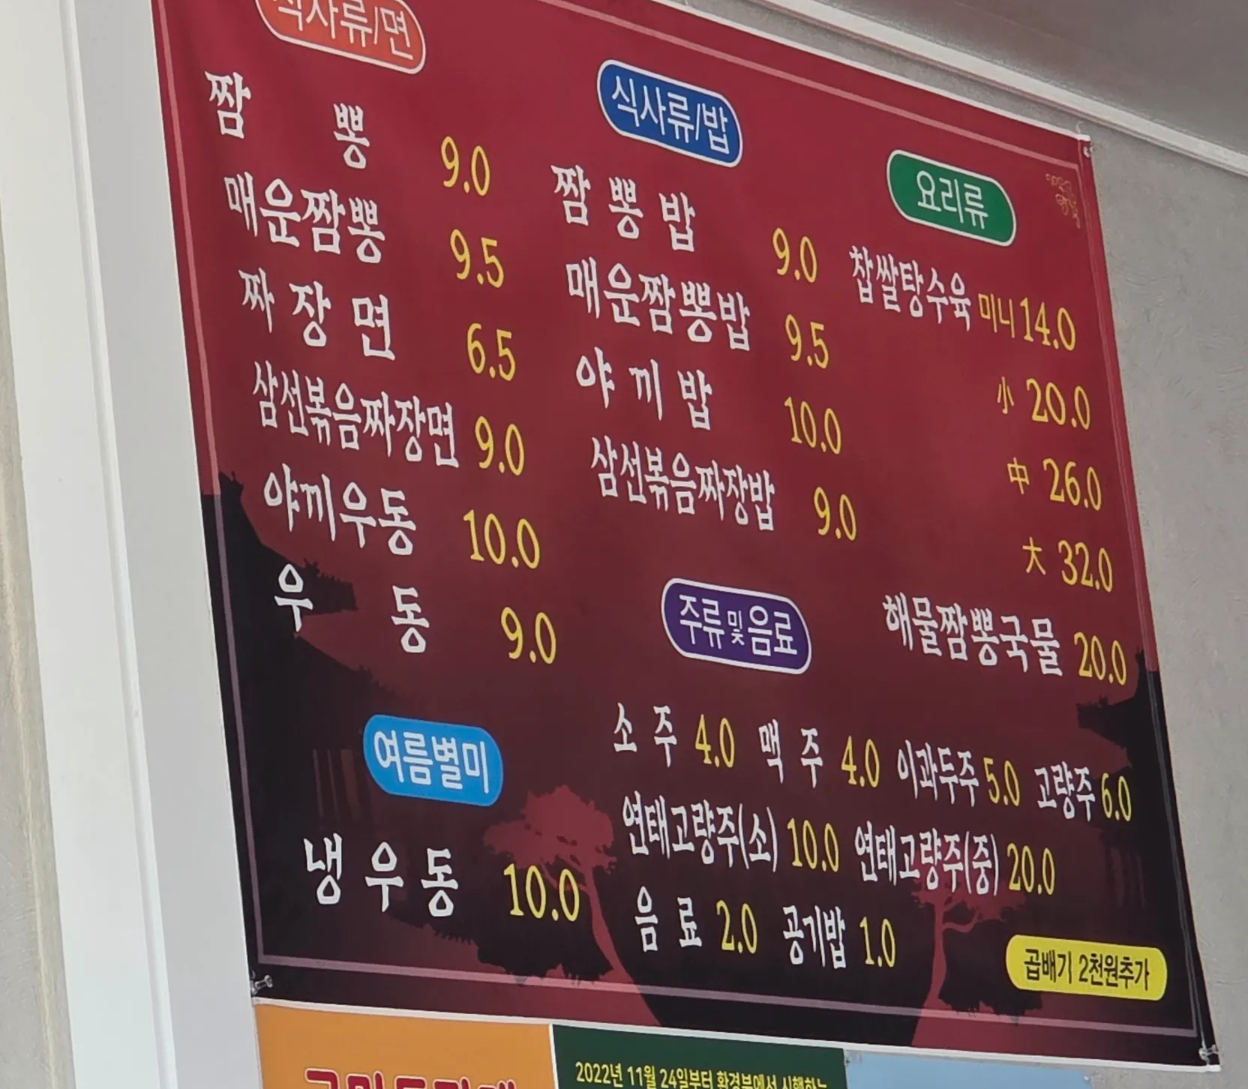 식사류/면
짬 뽕 9.0
매운짬뽕 9.5
짜장면 6.5
삼선볶음짜장면 9.0
야끼우동 10.0
우 동 9.0
식사류/밥
짬뽕밥 9.0
매운짬뽕밥 9.5
야끼밥 10.0
삼선볶음짜장밥 9.0
요리류
찹쌀탕수육 미니 14.0
小 20.0
中 26.0
大 32.0
해물짬뽕국물 20.0
여름별미
냉우동 10.0
주류 및 음료
소주 4.0 맥주 4.0 이과두주 5.0 고량주 6.0
연태고량주(소) 10.0 연태고량주(중) 20.0
음료 2.0 공기밥 1.0
곱배기 2천원추가
2022년 11월 24일부터 환경부에서 시행하는